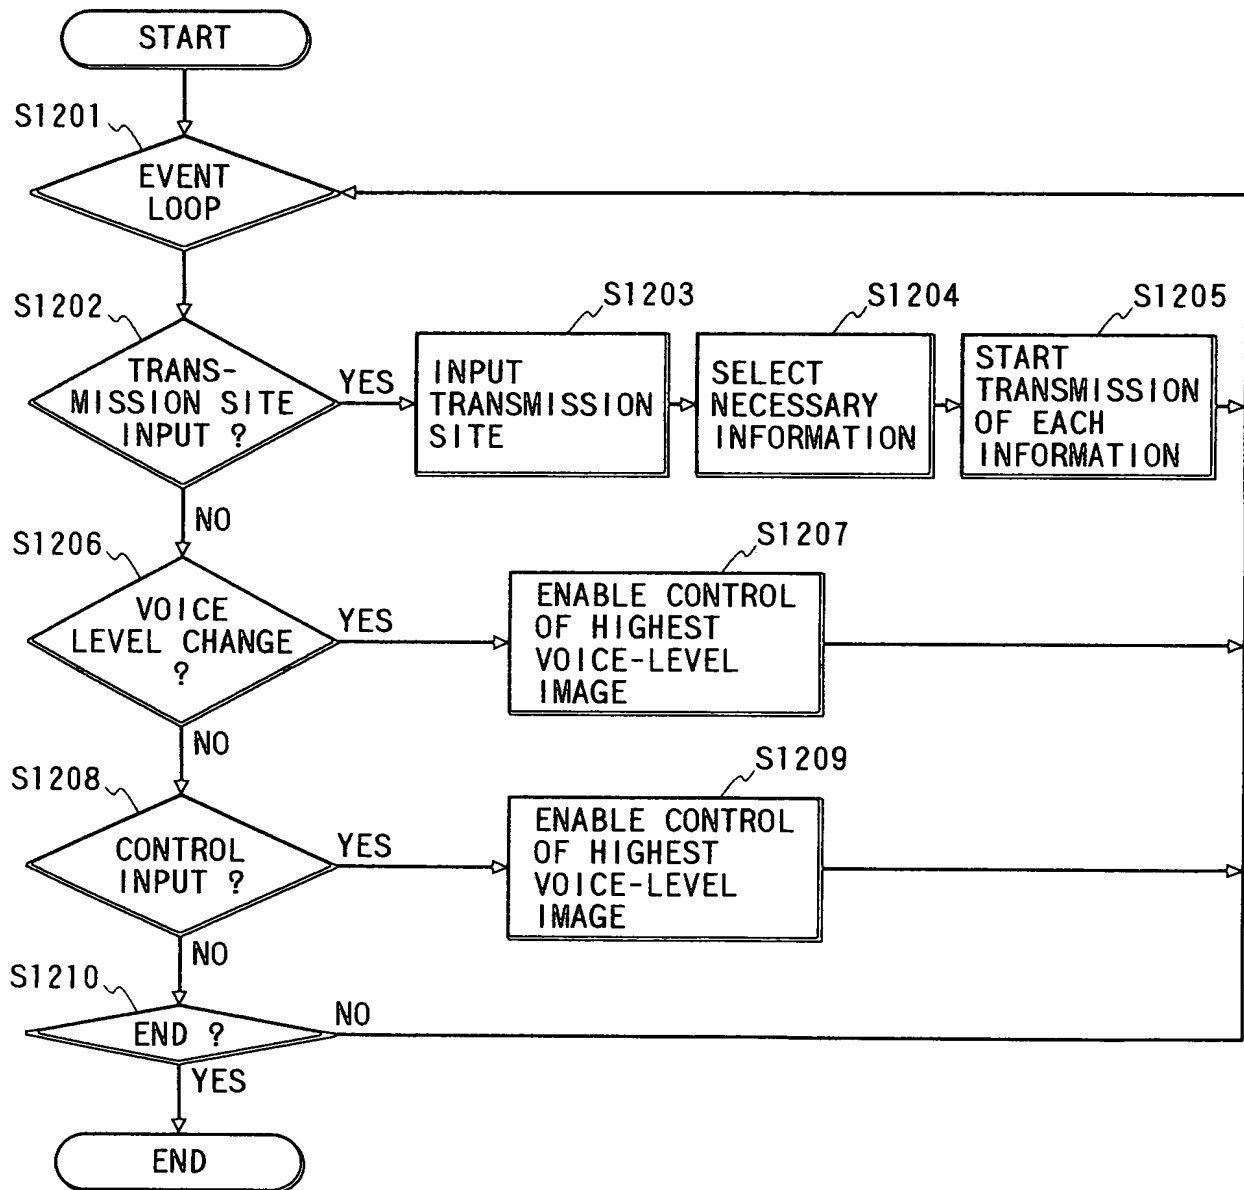 START
S1201
EVENT
LOOP
S1202
TRANS-
MISSION SITE
INPUT ?
YES
S1203
INPUT
TRANSMISSION
SITE
S1204
SELECT
NECESSARY
INFORMATION
S1205
START
TRANSMISSION
OF EACH
INFORMATION
NO
S1206
VOICE
LEVEL CHANGE
?
YES
S1207
ENABLE CONTROL
OF HIGHEST
VOICE-LEVEL
IMAGE
NO
S1208
CONTROL
INPUT ?
YES
S1209
ENABLE CONTROL
OF HIGHEST
VOICE-LEVEL
IMAGE
NO
S1210
END ?
NO
YES
END